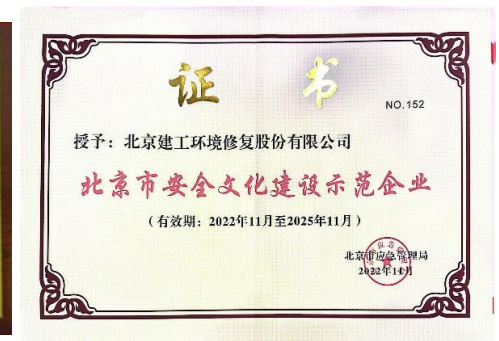 证 书
NO.152
授予：北京建工环境修复股份有限公司
北京市安全文化建设示范企业
（有效期：2022年11月至2025年11月）
北京市应急管理局
2022年11月